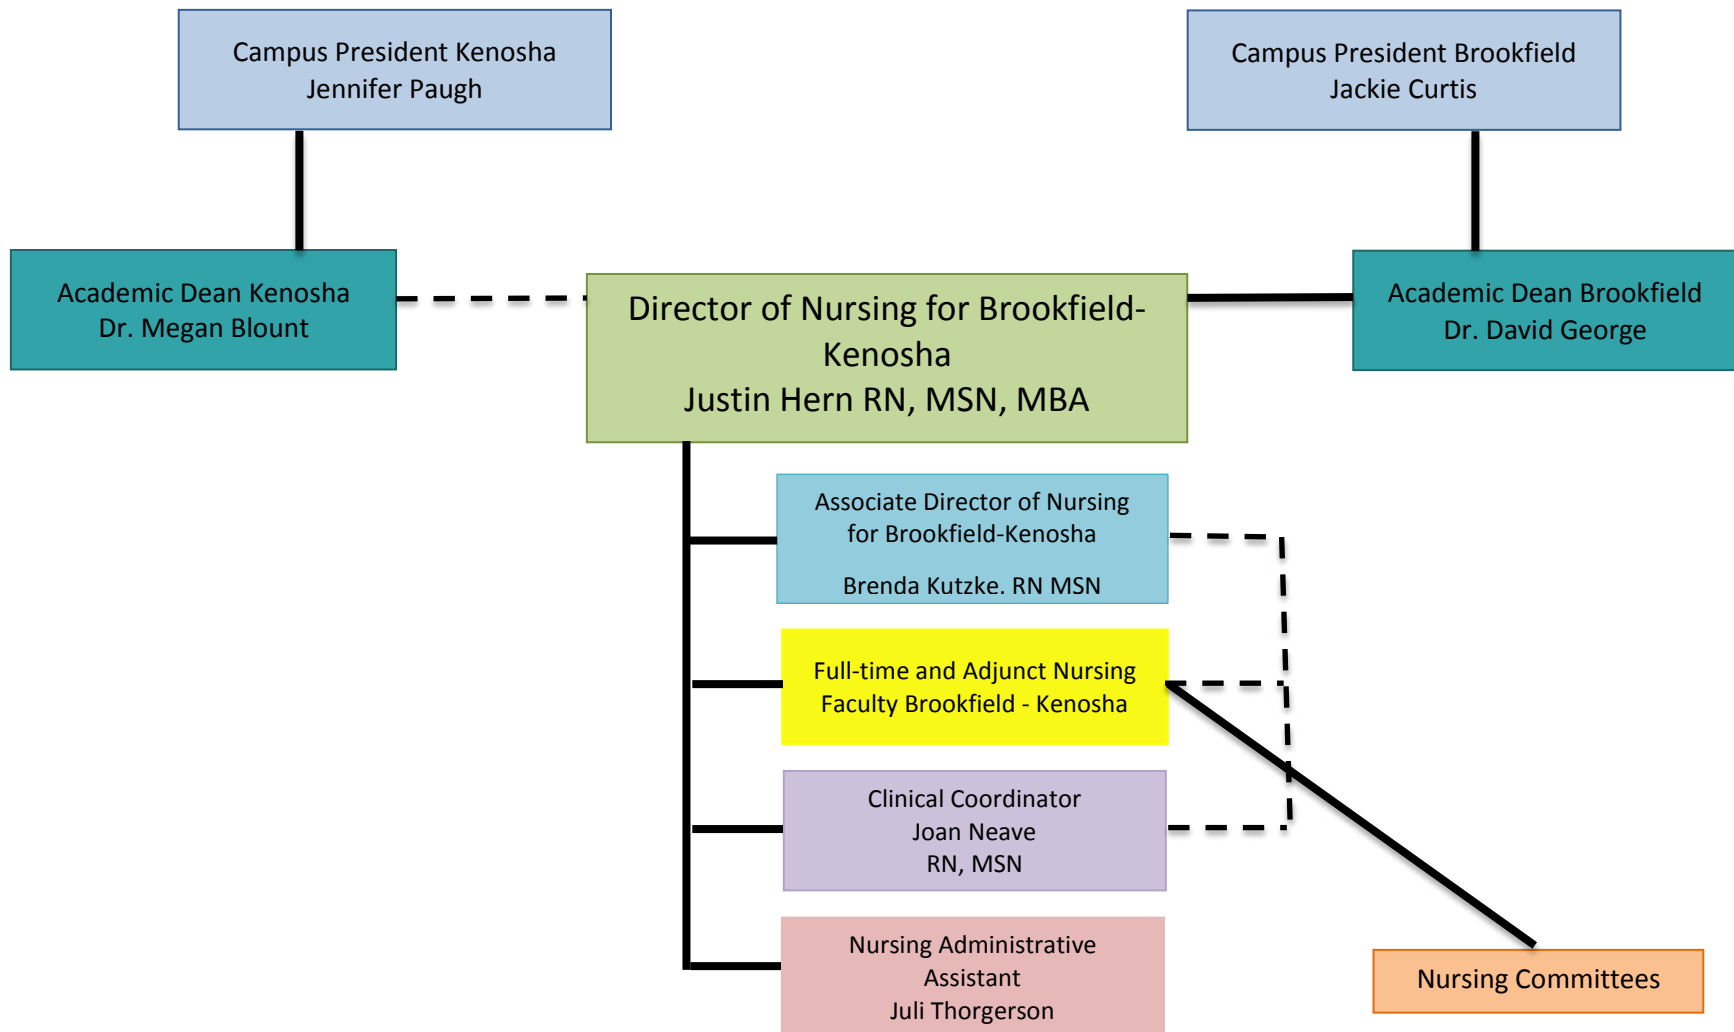 Campus President Kenosha
Jennifer Paugh
Campus President Brookfield
Jackie Curtis
Academic Dean Kenosha
Dr. Megan Blount
Director of Nursing for Brookfield-
Kenosha
Justin Hern RN, MSN, MBA
Academic Dean Brookfield
Dr. David George
Associate Director of Nursing
for Brookfield-Kenosha
Brenda Kutzke. RN MSN
Full-time and Adjunct Nursing
Faculty Brookfield - Kenosha
Clinical Coordinator
Joan Neave
RN, MSN
Nursing Administrative
Assistant
Juli Thorgerson
Nursing Committees